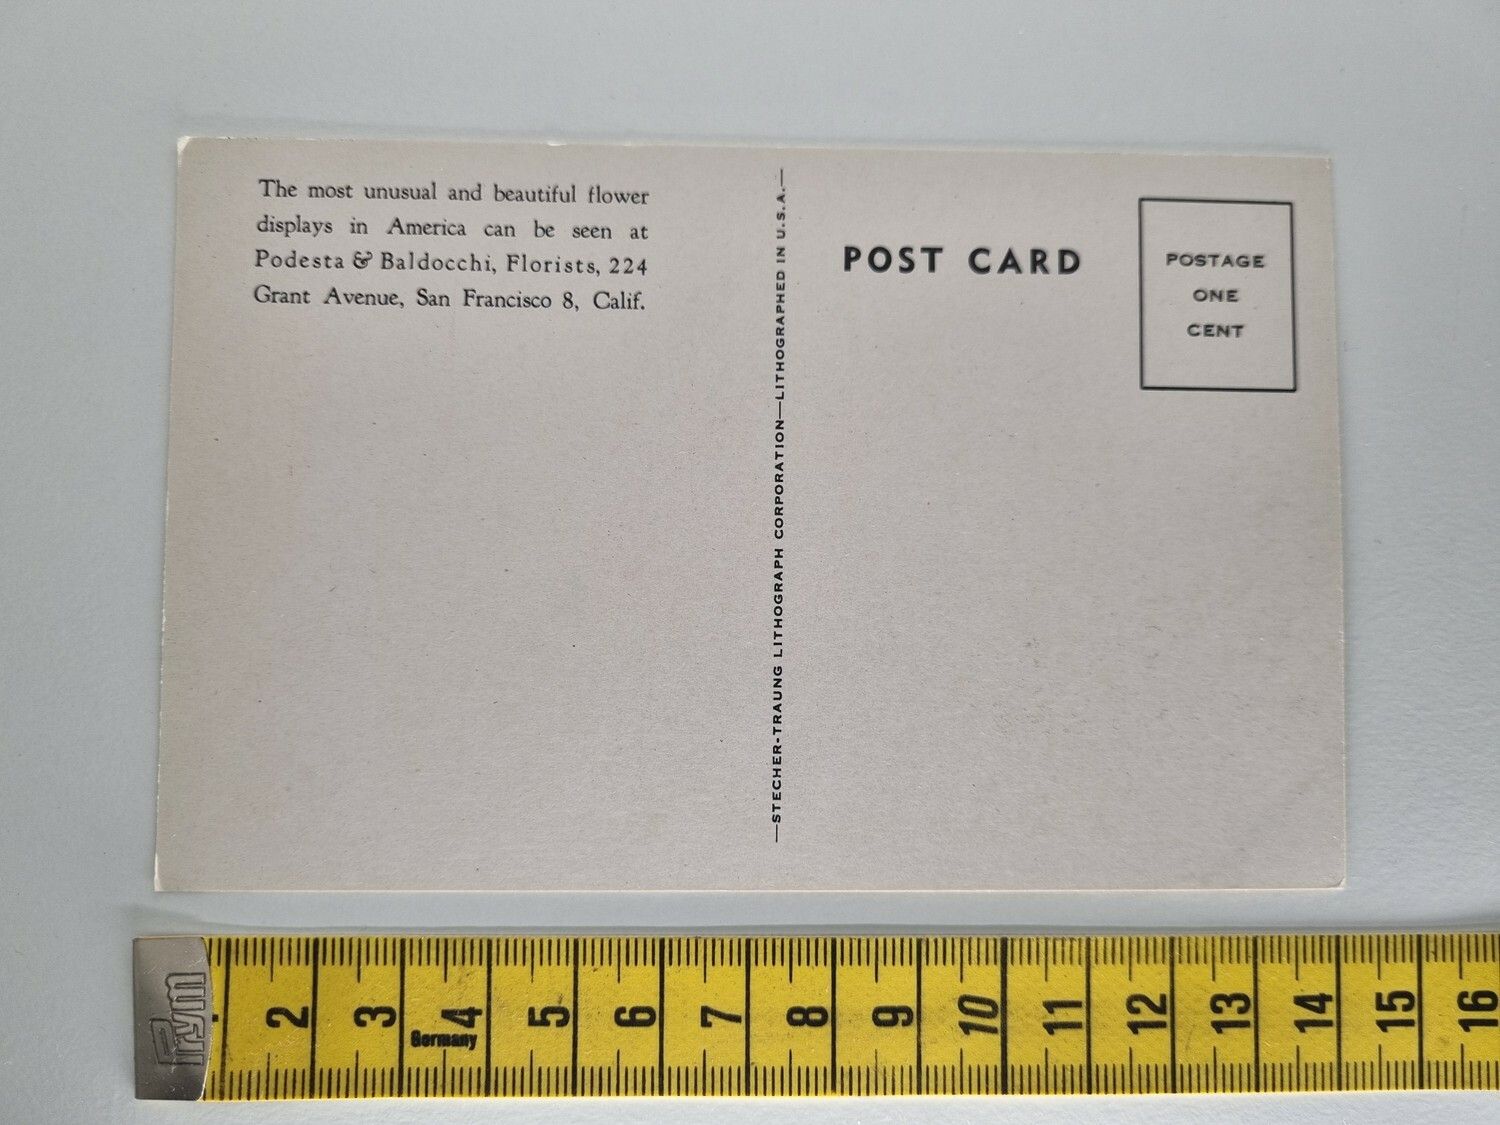 The most unusual and beautiful flower
displays in America can be seen at
Podesta & Baldocchi, Florists, 224
Grant Avenue, San Francisco 8, Calif.
—STECHER-TRAUNG LITHOGRAPH CORPORATION—LITHOGRAPHED IN U.S.A.—
POST CARD
POSTAGE
ONE
CENT
Prym
2 3 4 5 6 7 8 9 10 11 12 13 14 15 16
Germany